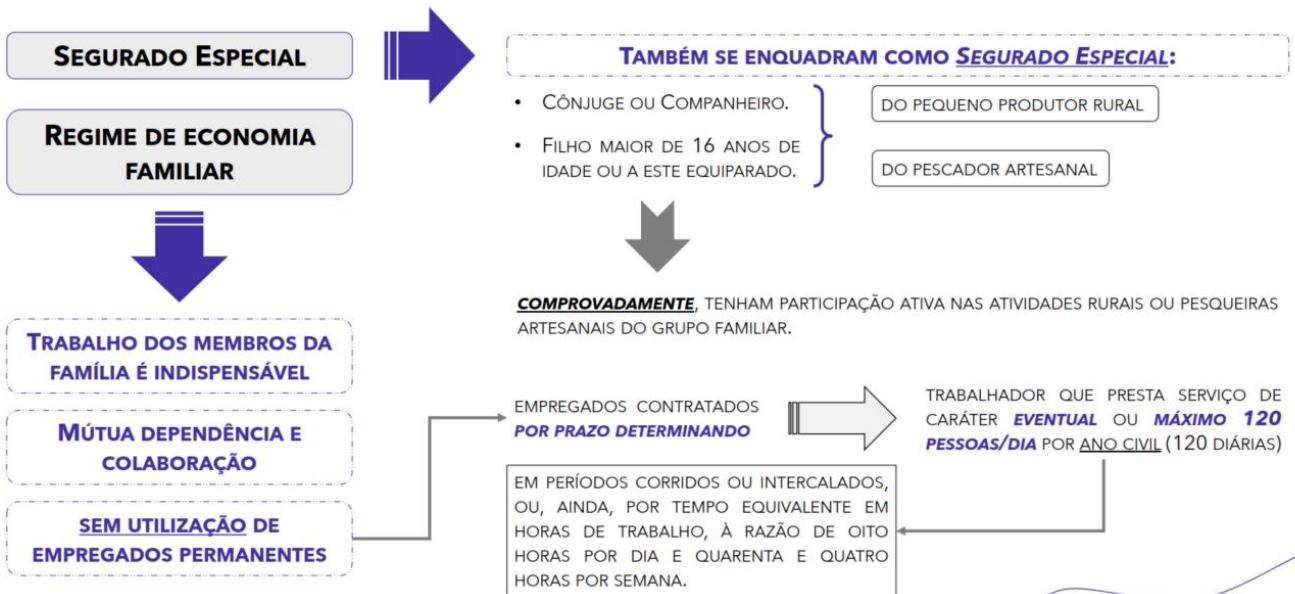 SEGURADO ESPECIAL
REGIME DE ECONOMIA
FAMILIAR
TRABALHO DOS MEMBROS DA
FAMÍLIA É INDISPENSÁVEL
MÚTUA DEPENDÊNCIA E
COLABORAÇÃO
SEM UTILIZAÇÃO DE
EMPREGADOS PERMANENTES
TAMBÉM SE ENQUADRAM COMO SEGURADO ESPECIAL:
• CÔNJUGE OU COMPANHEIRO.
• FILHO MAIOR DE 16 ANOS DE
IDADE OU A ESTE EQUIPARADO.
DO PEQUENO PRODUTOR RURAL
DO PESCADOR ARTESANAL
COMPROVADAMENTE, TENHAM PARTICIPAÇÃO ATIVA NAS ATIVIDADES RURAIS OU PESQUEIRAS
ARTESANAIS DO GRUPO FAMILIAR.
EMPREGADOS CONTRATADOS
POR PRAZO DETERMINANDO
TRABALHADOR QUE PRESTA SERVIÇO DE
CARÁTER EVENTUAL OU MÁXIMO 120
PESSOAS/DIA POR ANO CIVIL (120 DIÁRIAS)
EM PERÍODOS CORRIDOS OU INTERCALADOS,
OU, AINDA, POR TEMPO EQUIVALENTE EM
HORAS DE TRABALHO, À RAZÃO DE OITO
HORAS POR DIA E QUARENTA E QUATRO
HORAS POR SEMANA.